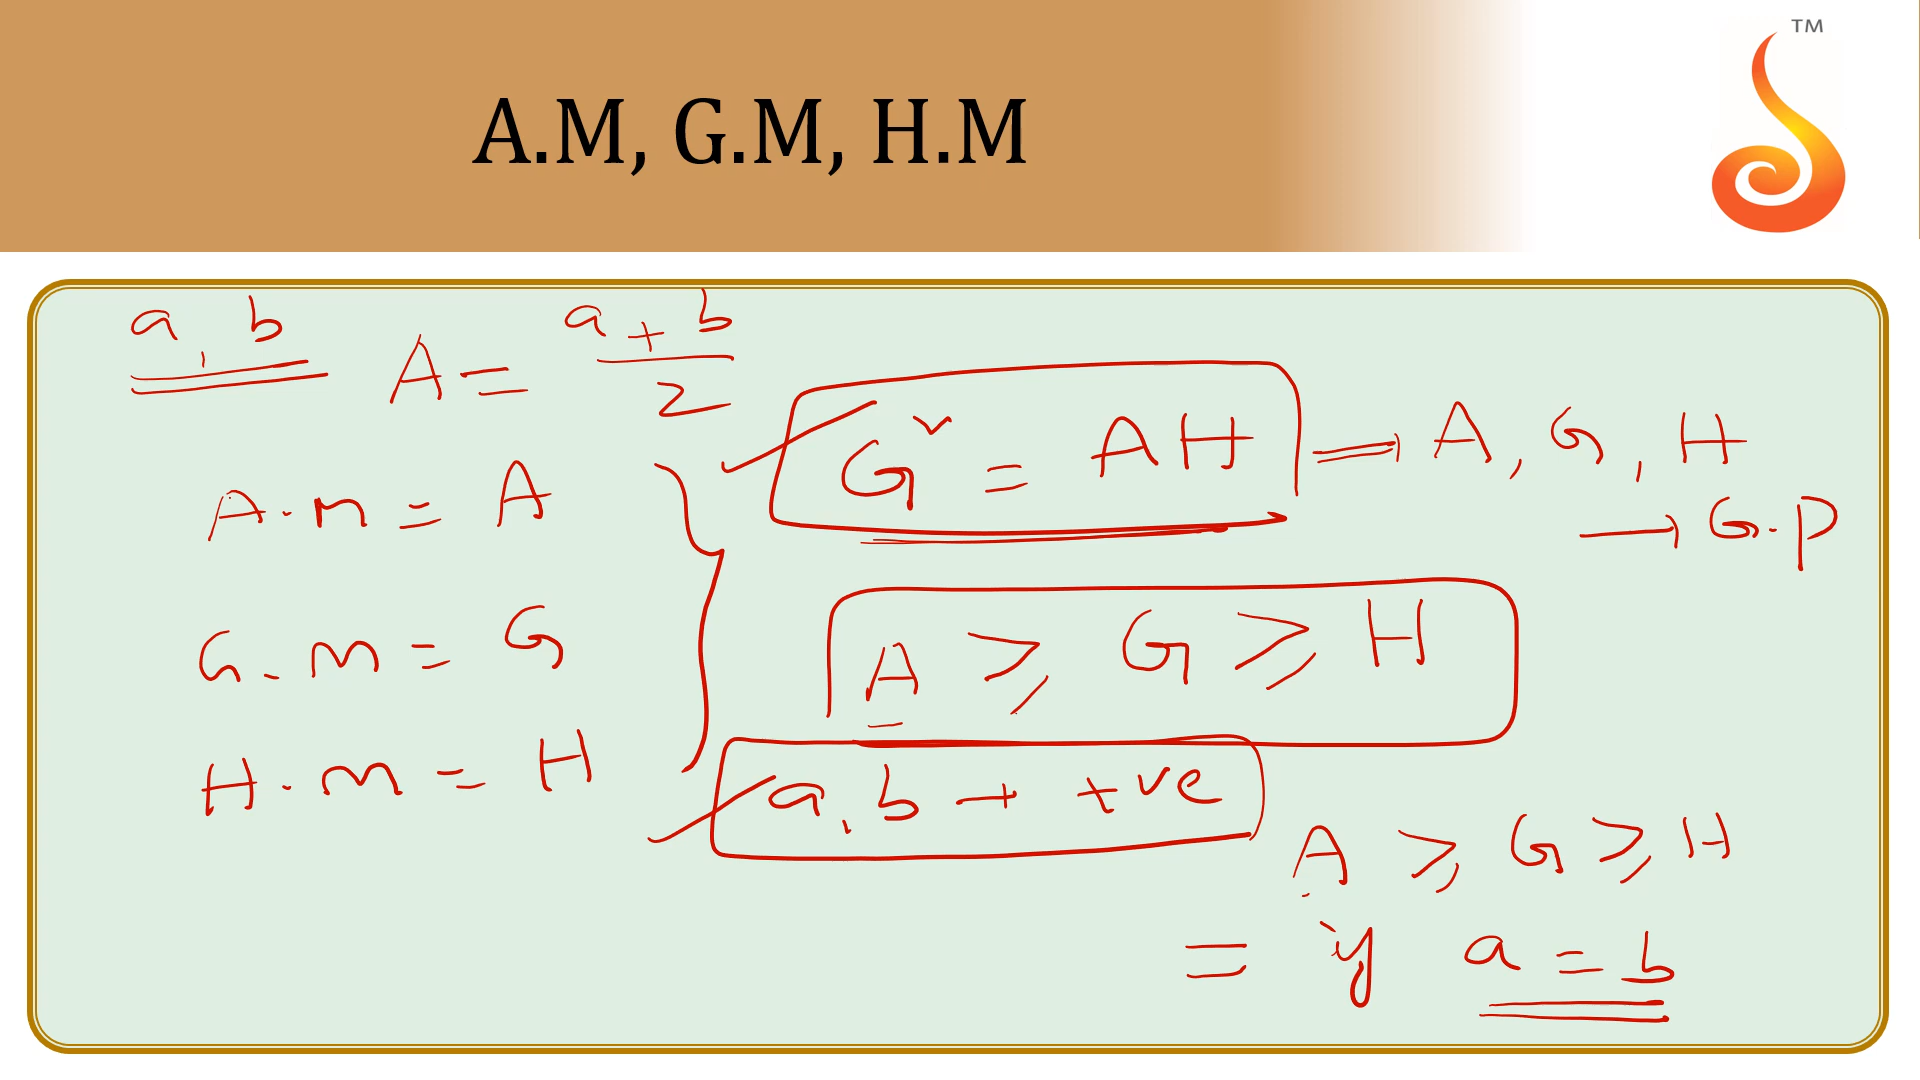 TM
A.M, G.M, H.M
a, b
A = a + b / 2
A.m = A
G.m = G
H.m = H
G² = AH → A, G, H
→ G.P
A ≥ G ≥ H
a, b → +ve
A ≥ G ≥ H
= if a = b